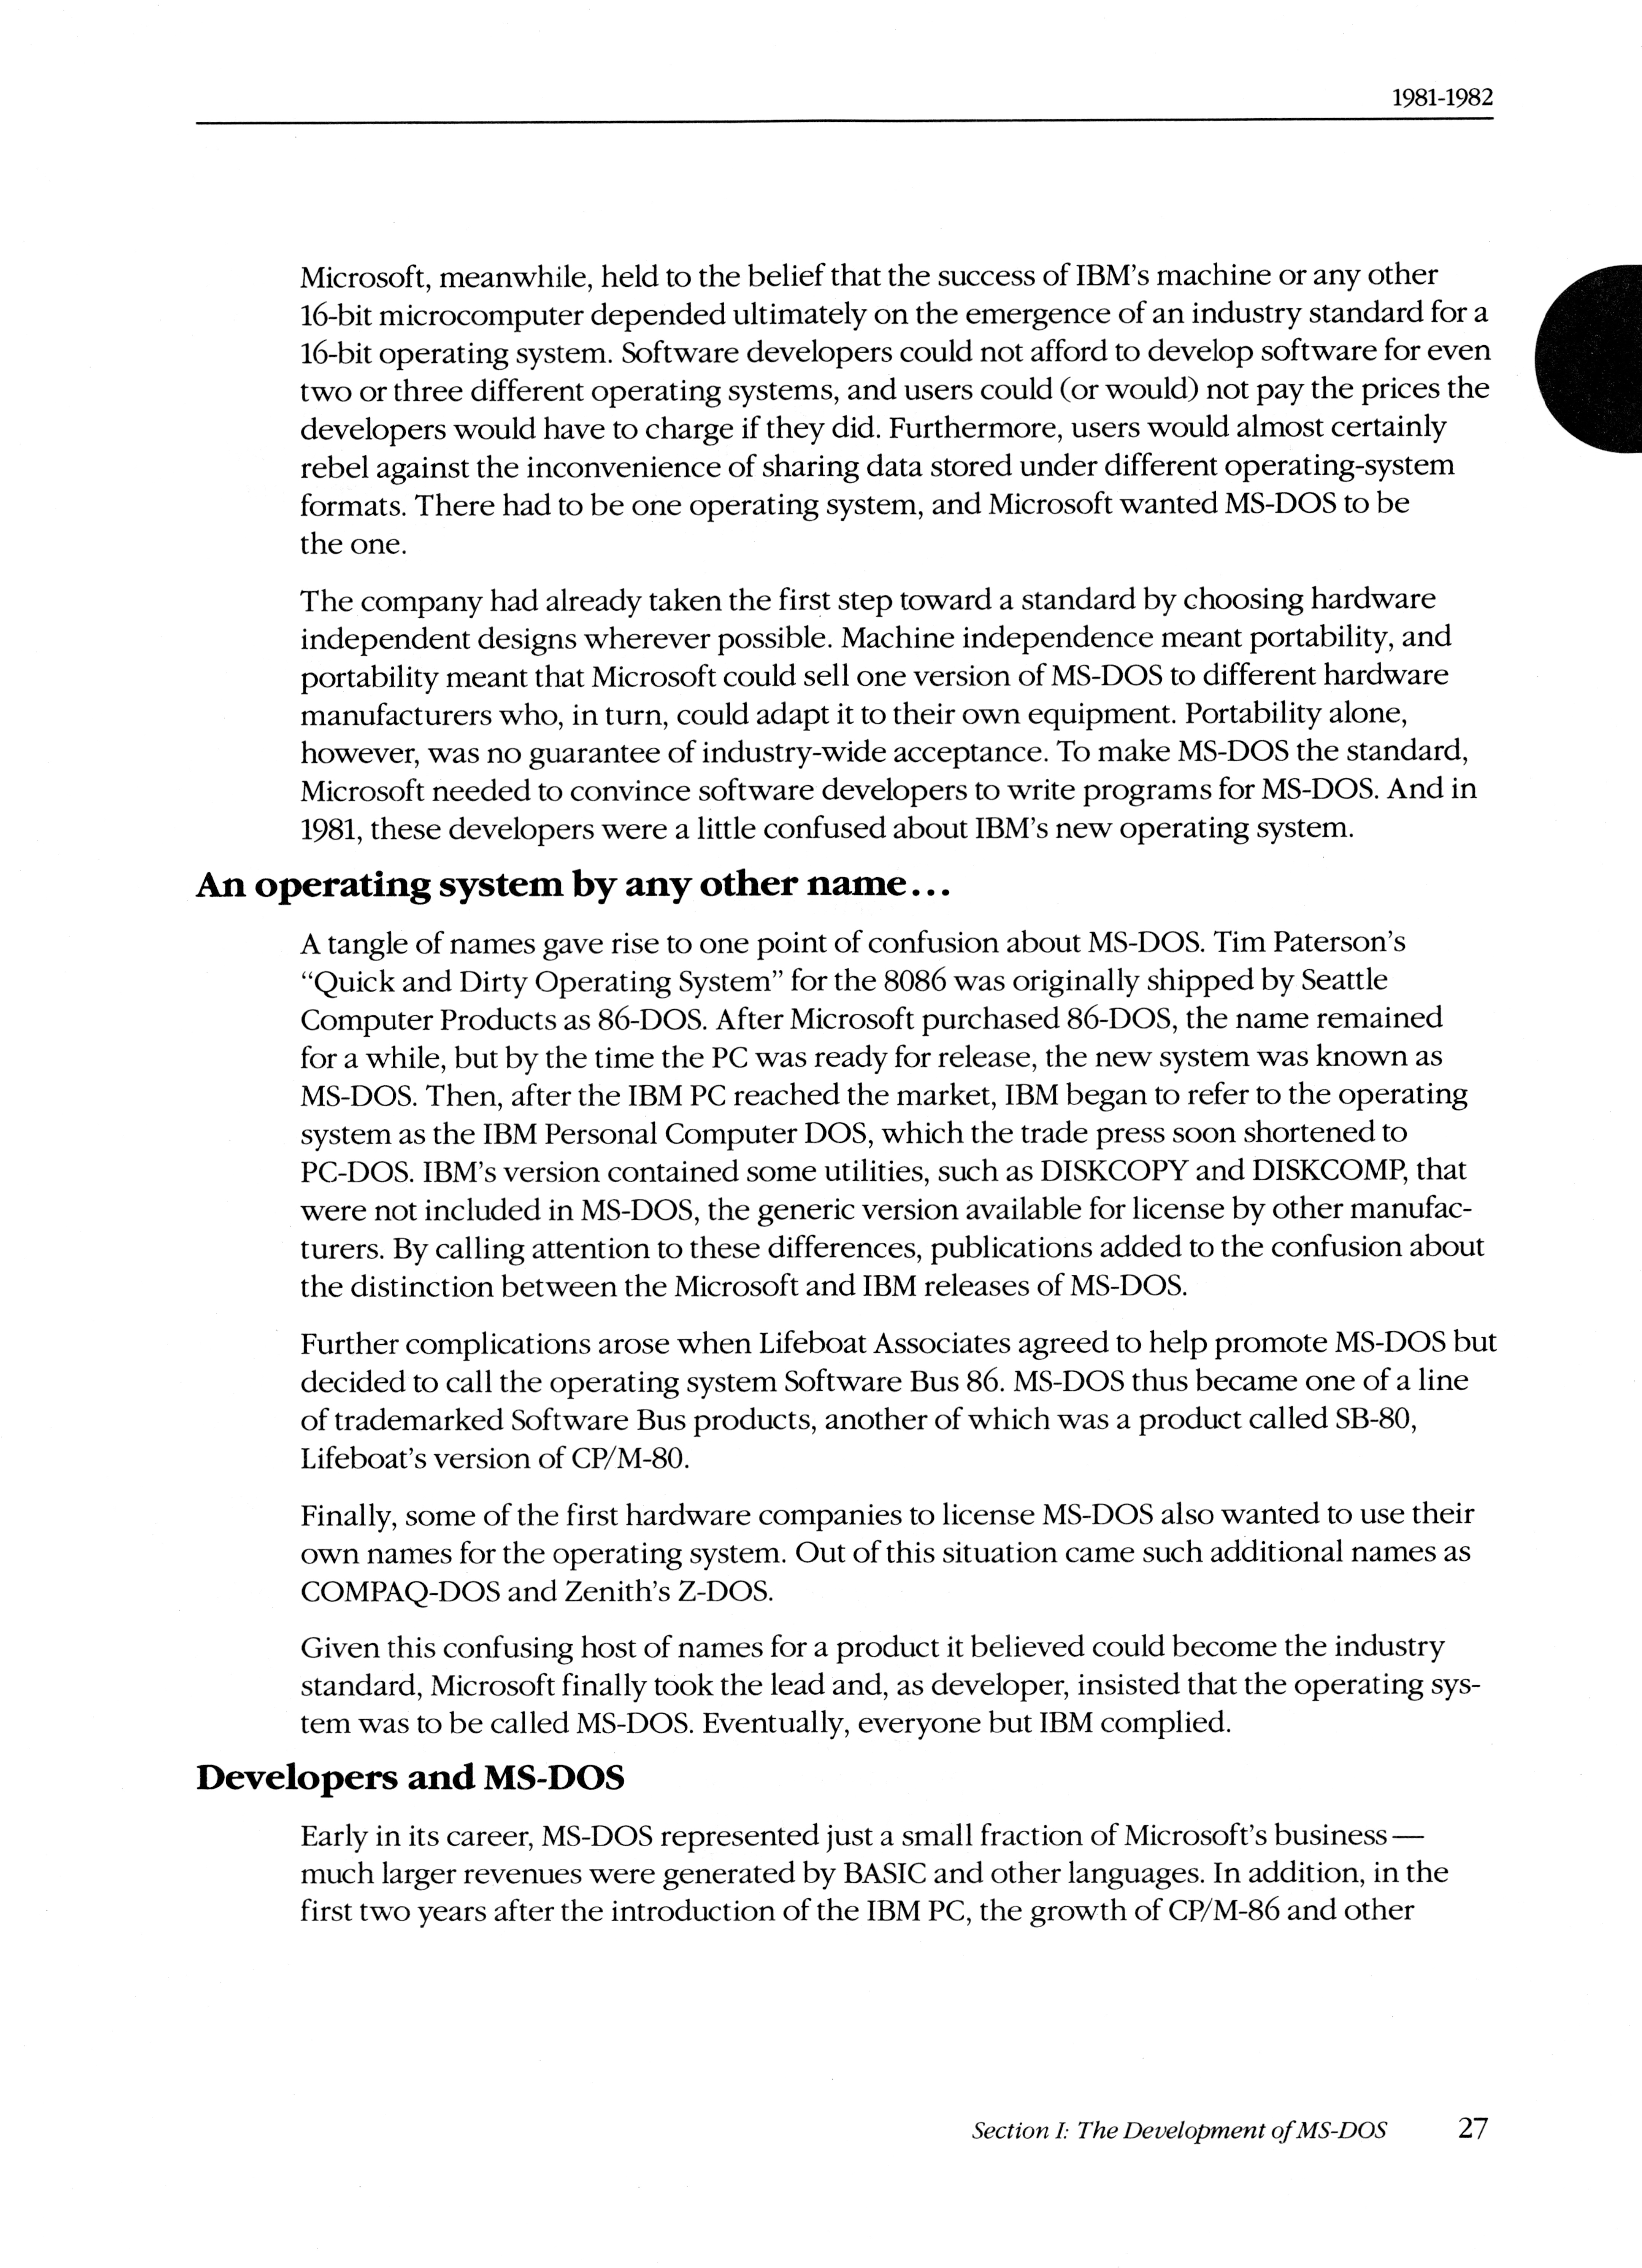 1981-1982
Microsoft, meanwhile, held to the belief that the success of IBM's machine or any other
16-bit microcomputer depended ultimately on the emergence of an industry standard for a
16-bit operating system. Software developers could not afford to develop software for even
two or three different operating systems, and users could (or would) not pay the prices the
developers would have to charge if they did. Furthermore, users would almost certainly
rebel against the inconvenience of sharing data stored under different operating-system
formats. There had to be one operating system, and Microsoft wanted MS-DOS to be
the one.
The company had already taken the first step toward a standard by choosing hardware
independent designs wherever possible. Machine independence meant portability, and
portability meant that Microsoft could sell one version of MS-DOS to different hardware
manufacturers who, in turn, could adapt it to their own equipment. Portability alone,
however, was no guarantee of industry-wide acceptance. To make MS-DOS the standard,
Microsoft needed to convince software developers to write programs for MS-DOS. And in
1981, these developers were a little confused about IBM's new operating system.
An operating system by any other name...
A tangle of names gave rise to one point of confusion about MS-DOS. Tim Paterson's
“Quick and Dirty Operating System” for the 8086 was originally shipped by Seattle
Computer Products as 86-DOS. After Microsoft purchased 86-DOS, the name remained
for a while, but by the time the PC was ready for release, the new system was known as
MS-DOS. Then, after the IBM PC reached the market, IBM began to refer to the operating
system as the IBM Personal Computer DOS, which the trade press soon shortened to
PC-DOS. IBM's version contained some utilities, such as DISKCOPY and DISKCOMP, that
were not included in MS-DOS, the generic version available for license by other manufac-
turers. By calling attention to these differences, publications added to the confusion about
the distinction between the Microsoft and IBM releases of MS-DOS.
Further complications arose when Lifeboat Associates agreed to help promote MS-DOS but
decided to call the operating system Software Bus 86. MS-DOS thus became one of a line
of trademarked Software Bus products, another of which was a product called SB-80,
Lifeboat's version of CP/M-80.
Finally, some of the first hardware companies to license MS-DOS also wanted to use their
own names for the operating system. Out of this situation came such additional names as
COMPAQ-DOS and Zenith's Z-DOS.
Given this confusing host of names for a product it believed could become the industry
standard, Microsoft finally took the lead and, as developer, insisted that the operating sys-
tem was to be called MS-DOS. Eventually, everyone but IBM complied.
Developers and MS-DOS
Early in its career, MS-DOS represented just a small fraction of Microsoft's business—
much larger revenues were generated by BASIC and other languages. In addition, in the
first two years after the introduction of the IBM PC, the growth of CP/M-86 and other
Section I: The Development of MS-DOS 27